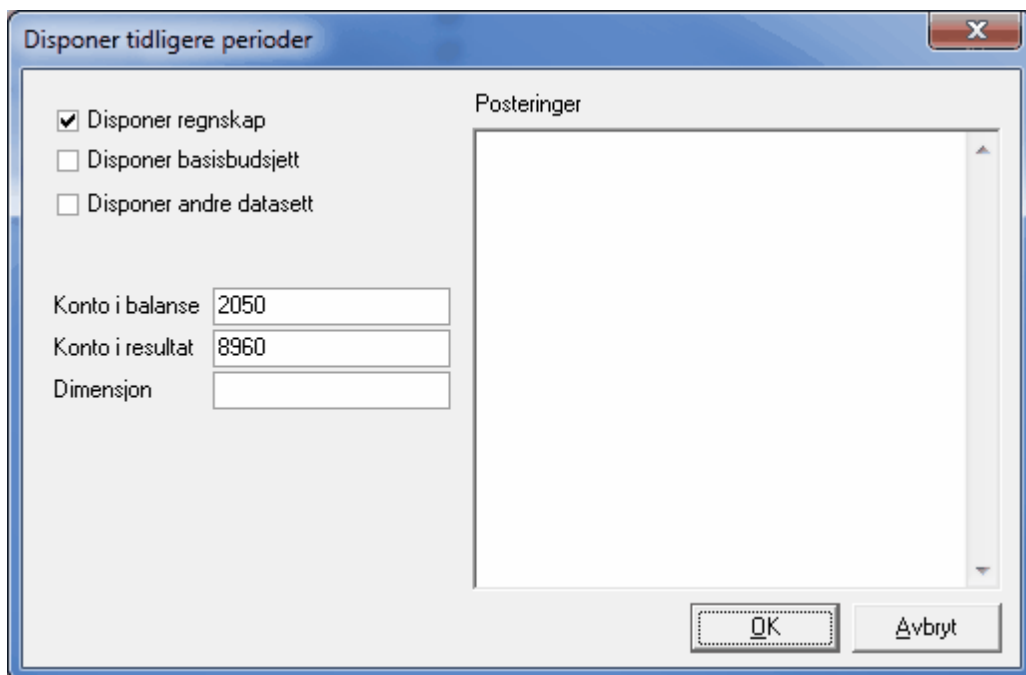 Disponer tidligere perioder
Disponer regnskap
Disponer basisbudsjett
Disponer andre datasett
Konto i balanse 2050
Konto i resultat 8960
Dimensjon
Posteringer
OK Avbryt